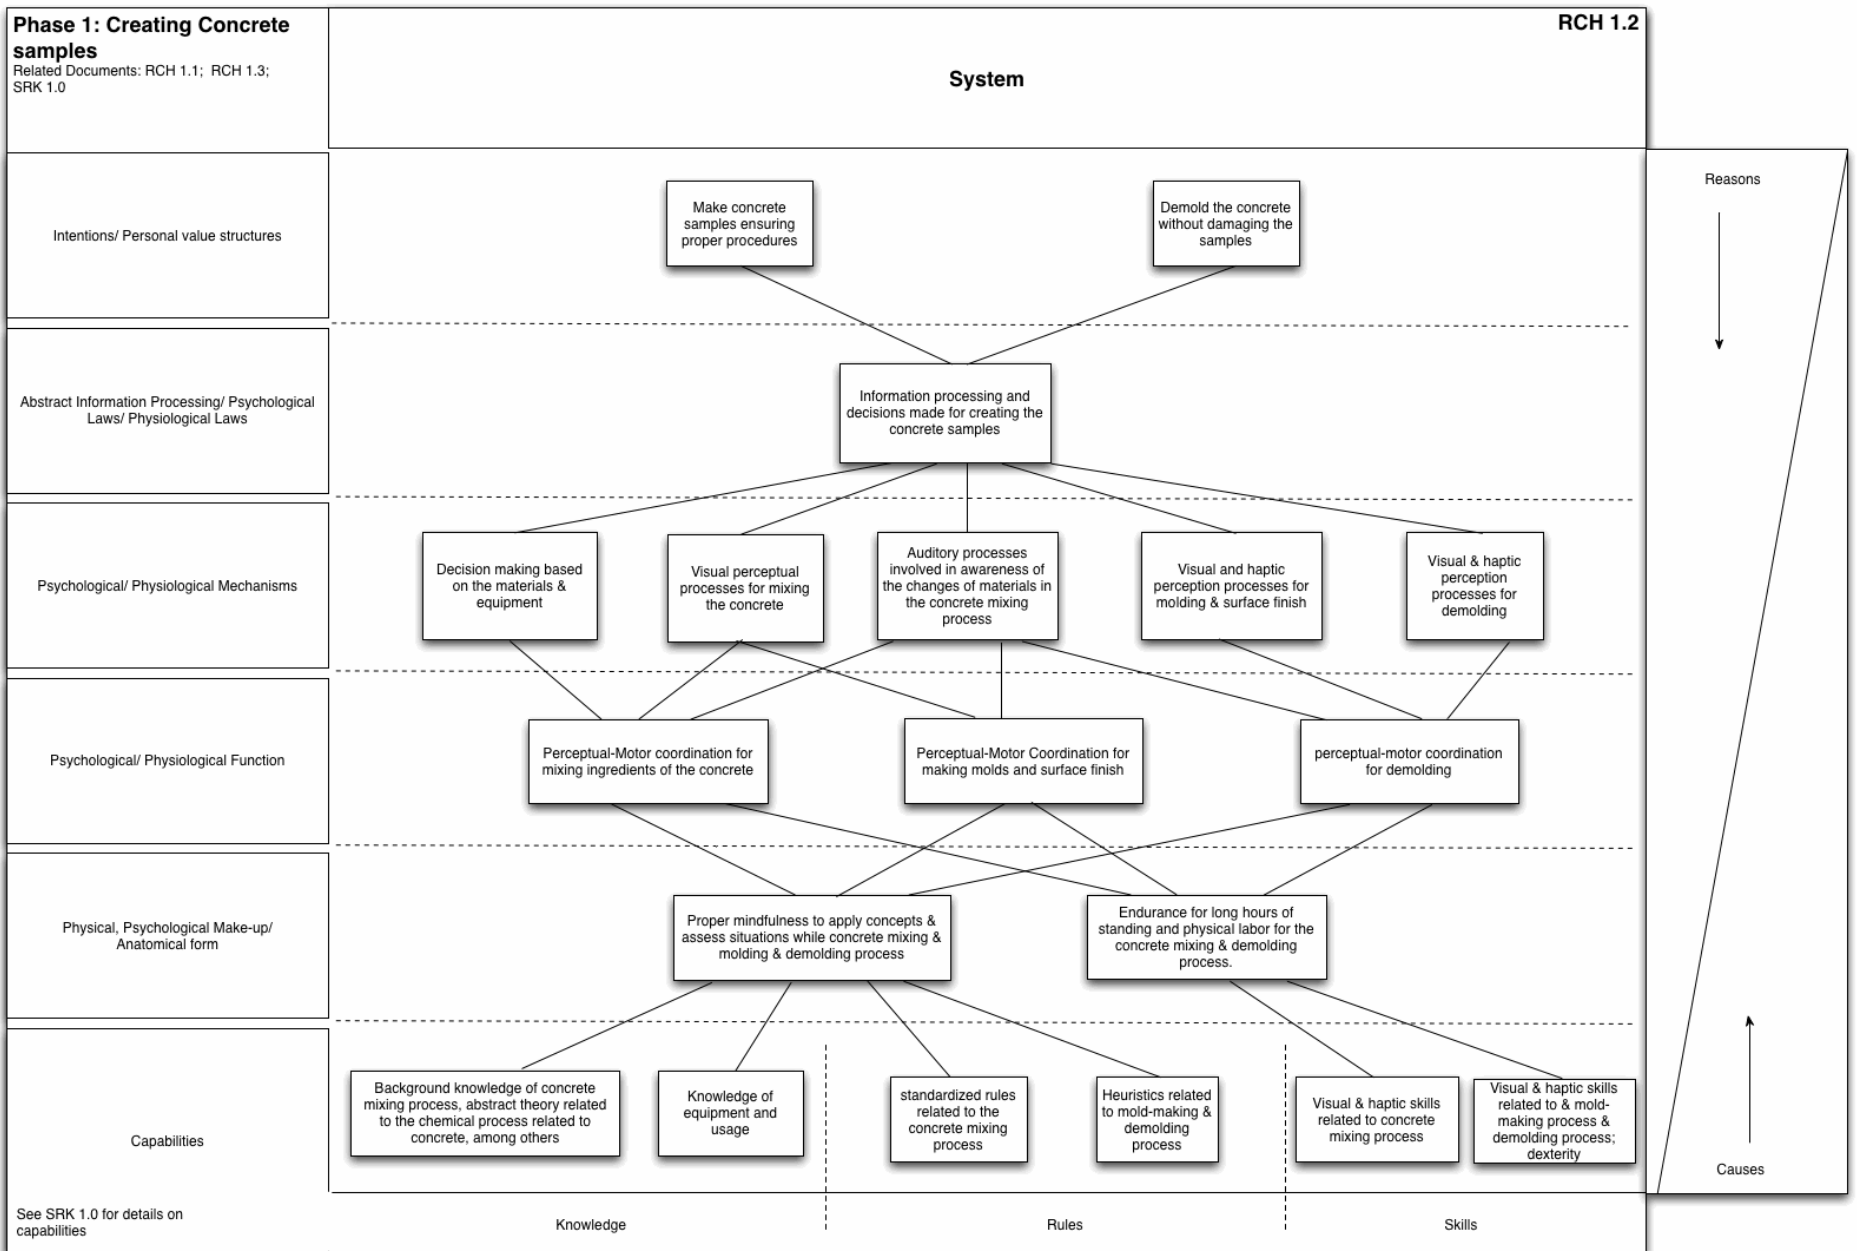 Phase 1: Creating Concrete
samples
Related Documents: RCH 1.1;  RCH 1.3;
SRK 1.0
RCH 1.2
System
Reasons
Intentions/ Personal value structures
Make concrete
samples ensuring
proper procedures
Demold the concrete
without damaging the
samples
Abstract Information Processing/ Psychological
Laws/ Physiological Laws
Information processing and
decisions made for creating the
concrete samples
Psychological/ Physiological Mechanisms
Decision making based
on the materials &
equipment
Visual perceptual
processes for mixing
the concrete
Auditory processes
involved in awareness of
the changes of materials in
the concrete mixing
process
Visual and haptic
perception processes for
molding & surface finish
Visual & haptic
perception
processes for
demolding
Psychological/ Physiological Function
Perceptual-Motor coordination for
mixing ingredients of the concrete
Perceptual-Motor Coordination for
making molds and surface finish
perceptual-motor coordination
for demolding
Physical, Psychological Make-up/
Anatomical form
Proper mindfulness to apply concepts &
assess situations while concrete mixing &
molding & demolding process
Endurance for long hours of
standing and physical labor for the
concrete mixing & demolding
process.
Capabilities
Background knowledge of concrete
mixing process, abstract theory related
to the chemical process related to
concrete, among others
Knowledge of
equipment and
usage
standardized rules
related to the
concrete mixing
process
Heuristics related
to mold-making &
demolding
process
Visual & haptic skills
related to concrete
mixing process
Visual & haptic skills
related to & mold-
making process &
demolding process;
dexterity
Causes
See SRK 1.0 for details on
capabilities
Knowledge
Rules
Skills